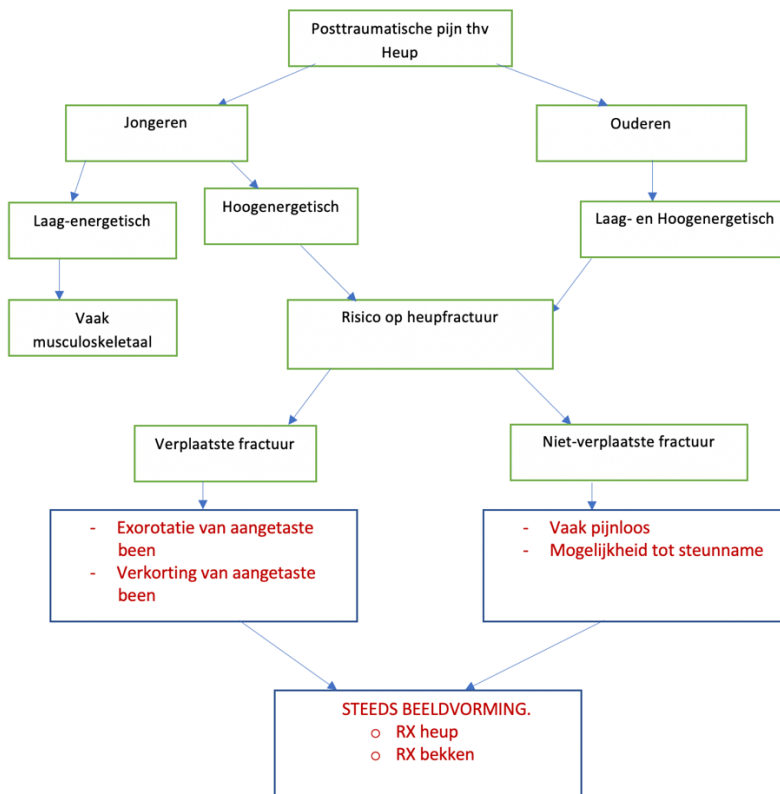 Posttraumatische pijn thv
Heup
Jongeren
Ouderen
Laag-energetisch
Hoogenergetisch
Laag- en Hoogenergetisch
Vaak
musculoskeletaal
Risico op heupfractuur
Verplaatste fractuur
Niet-verplaatste fractuur
- Exorotatie van aangetaste
been
- Verkorting van aangetaste
been
- Vaak pijnloos
- Mogelijkheid tot steunname
STEEDS BEELDVORMING.
o RX heup
o RX bekken